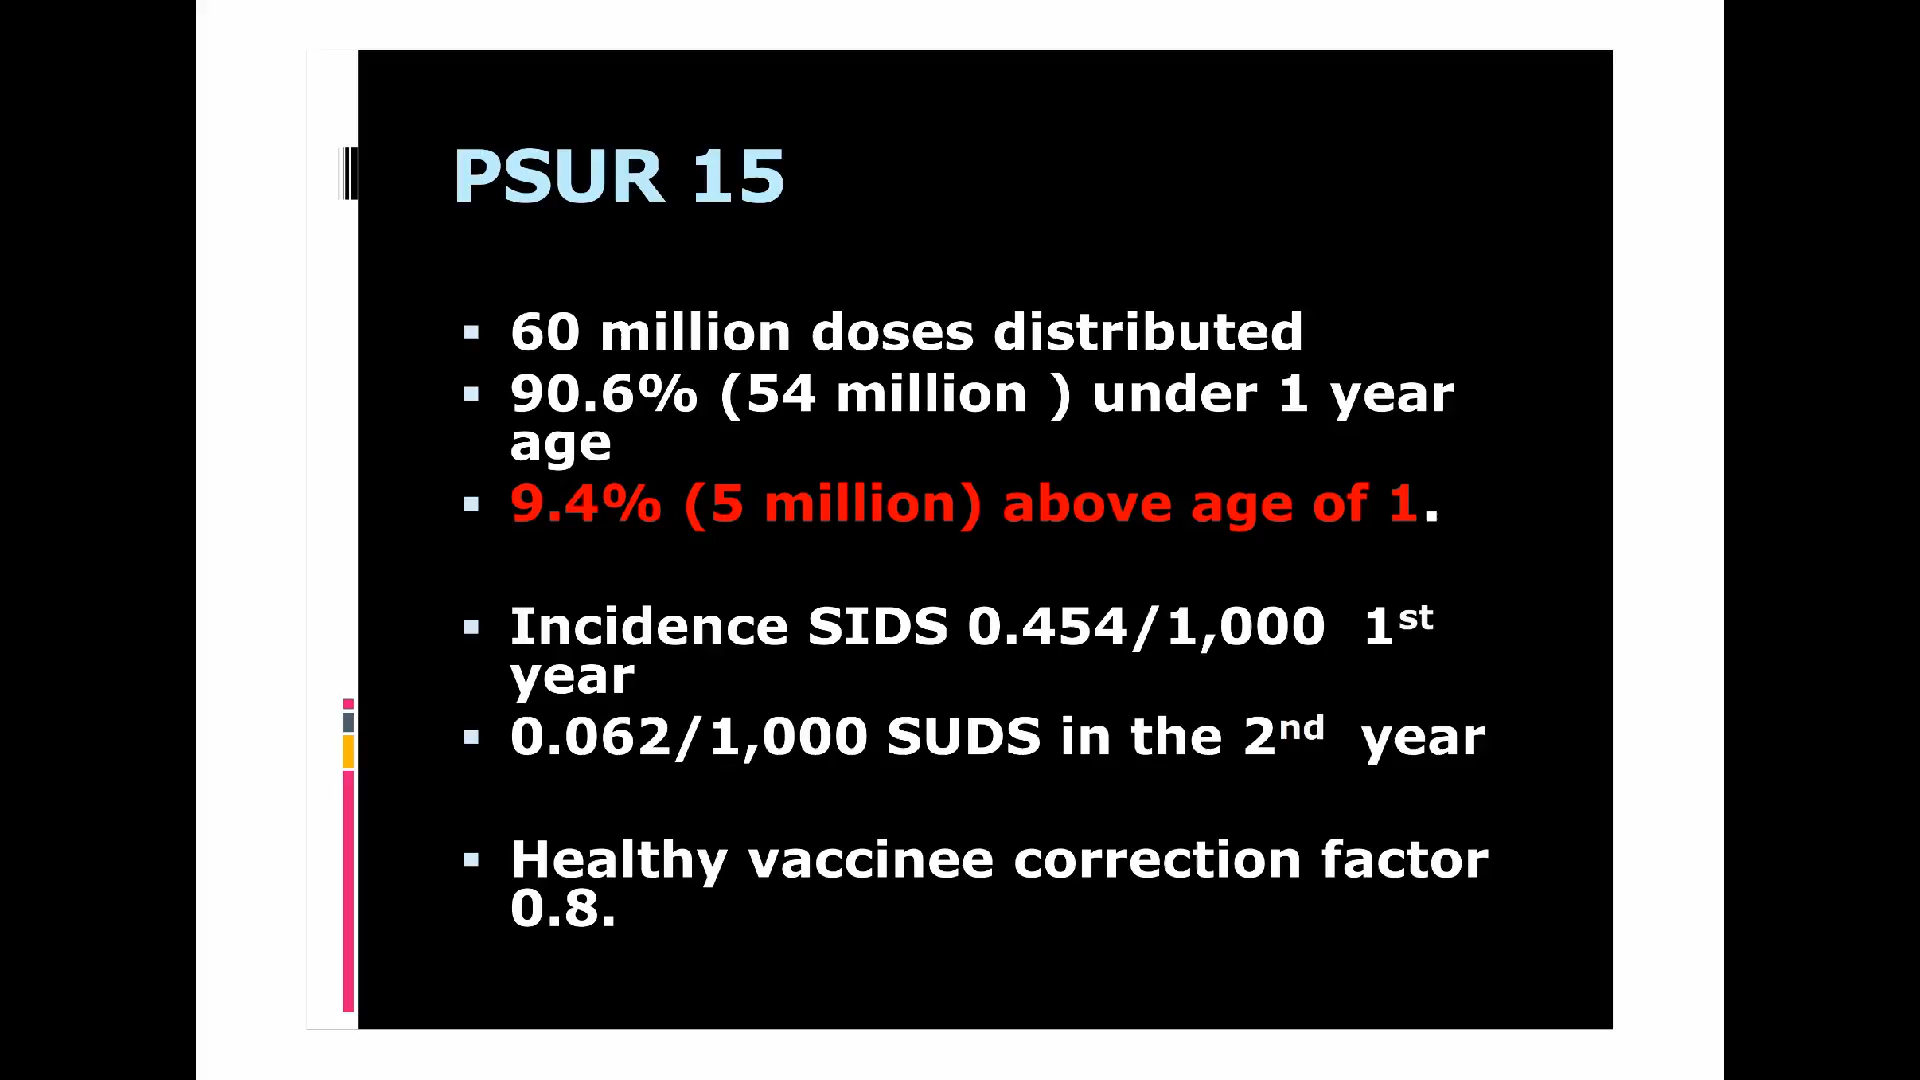 PSUR 15
▪ 60 million doses distributed
▪ 90.6% (54 million ) under 1 year
age
▪ 9.4% (5 million) above age of 1.
▪ Incidence SIDS 0.454/1,000  1st
year
▪ 0.062/1,000 SUDS in the 2nd  year
▪ Healthy vaccinee correction factor
0.8.